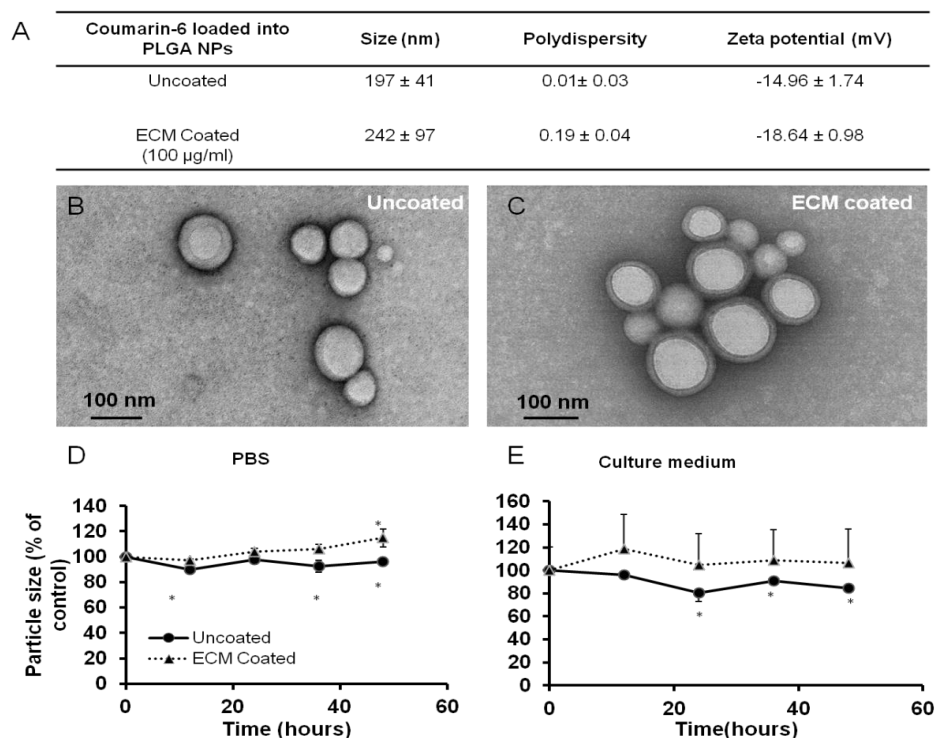 A
Coumarin-6 loaded into
PLGA NPs
Size (nm)
Polydispersity
Zeta potential (mV)
Uncoated
197 ± 41
0.01± 0.03
-14.96 ± 1.74
ECM Coated
(100 µg/ml)
242 ± 97
0.19 ± 0.04
-18.64 ± 0.98
B
Uncoated
100 nm
C
ECM coated
100 nm
D
PBS
Particle size (% of
control)
140
120
100
80
60
40
20
0
*
*
*
*
Uncoated
ECM Coated
0
20
40
60
Time (hours)
E
Culture medium
160
140
120
100
80
60
40
20
0
*
*
*
0
20
40
60
Time(hours)